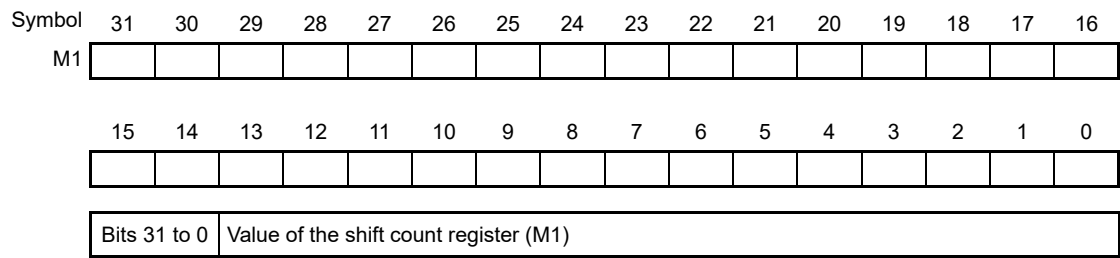 Symbol 31 30 29 28 27 26 25 24 23 22 21 20 19 18 17 16
M1
15 14 13 12 11 10 9 8 7 6 5 4 3 2 1 0
Bits 31 to 0 Value of the shift count register (M1)